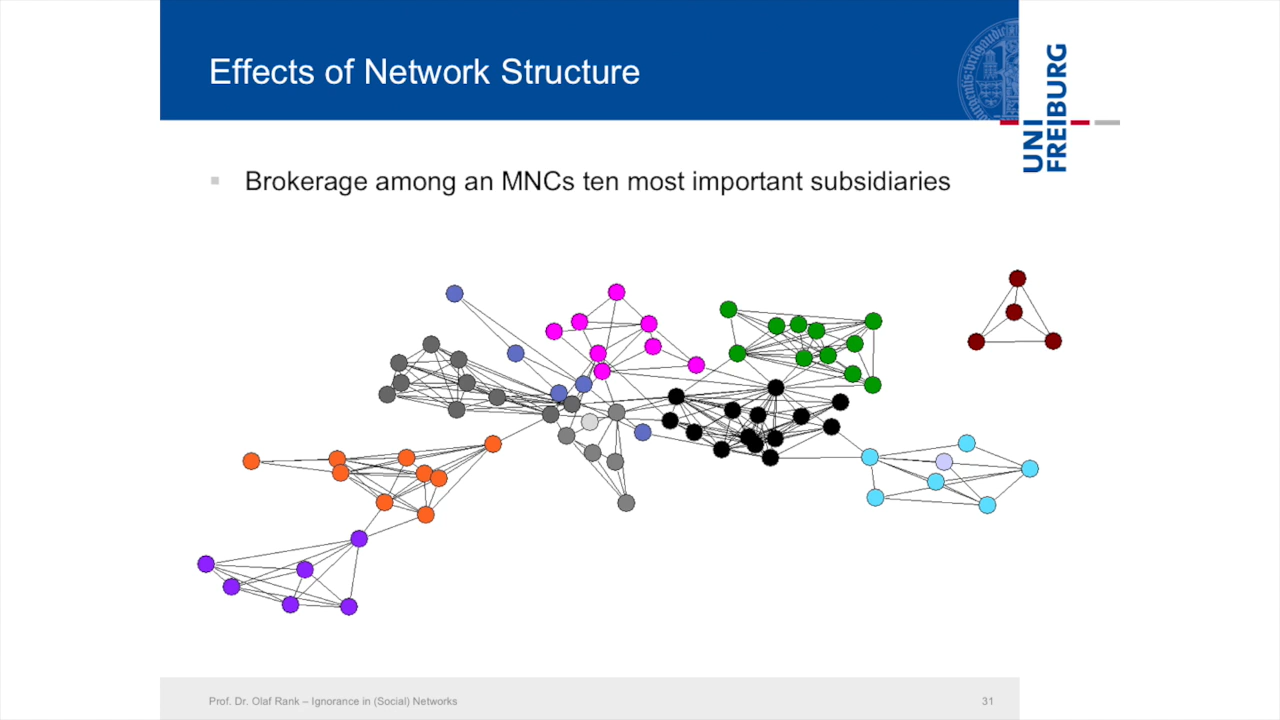 Effects of Network Structure
UNI
FREIBURG
Brokerage among an MNCs ten most important subsidiaries
Prof. Dr. Olaf Rank – Ignorance in (Social) Networks
31